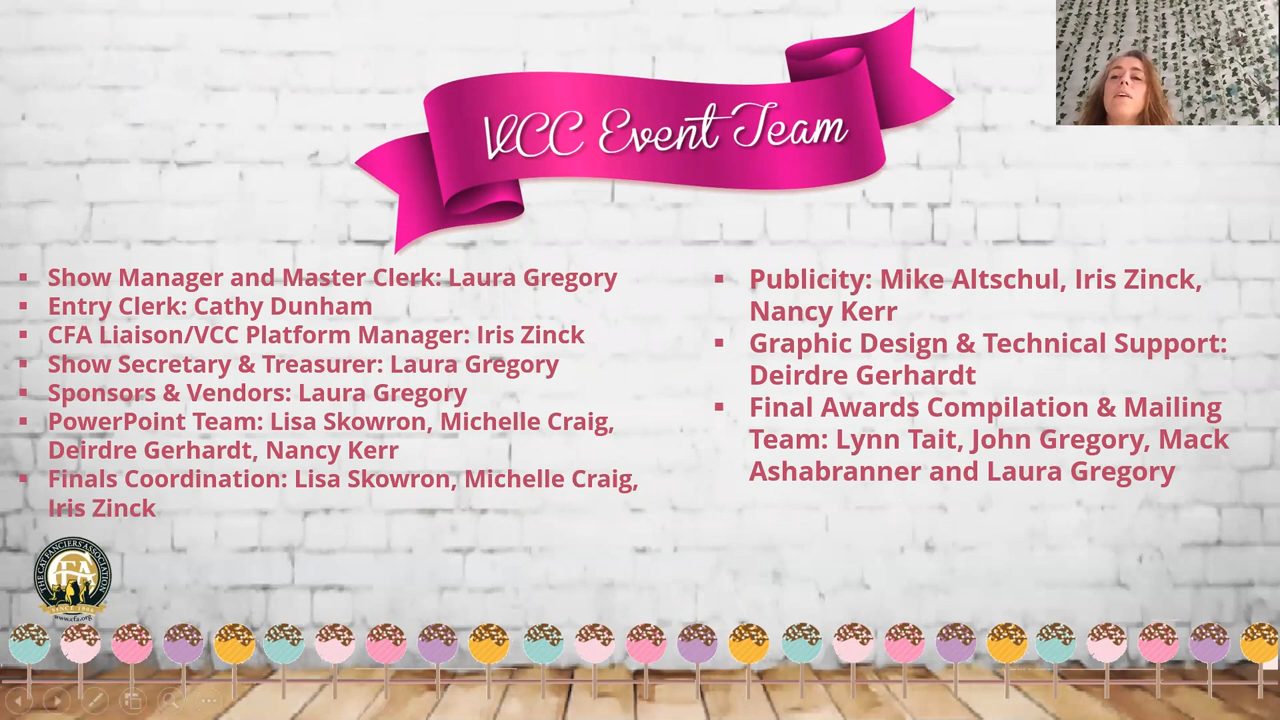 VCC Event Team
▪ Show Manager and Master Clerk: Laura Gregory
▪ Entry Clerk: Cathy Dunham
▪ CFA Liaison/VCC Platform Manager: Iris Zinck
▪ Show Secretary & Treasurer: Laura Gregory
▪ Sponsors & Vendors: Laura Gregory
▪ PowerPoint Team: Lisa Skowron, Michelle Craig,
Deirdre Gerhardt, Nancy Kerr
▪ Finals Coordination: Lisa Skowron, Michelle Craig,
Iris Zinck
▪ Publicity: Mike Altschul, Iris Zinck,
Nancy Kerr
▪ Graphic Design & Technical Support:
Deirdre Gerhardt
▪ Final Awards Compilation & Mailing
Team: Lynn Tait, John Gregory, Mack
Ashabranner and Laura Gregory
THE CAT FANCIERS' ASSOCIATION
CFA
SINCE 1906
www.cfa.org